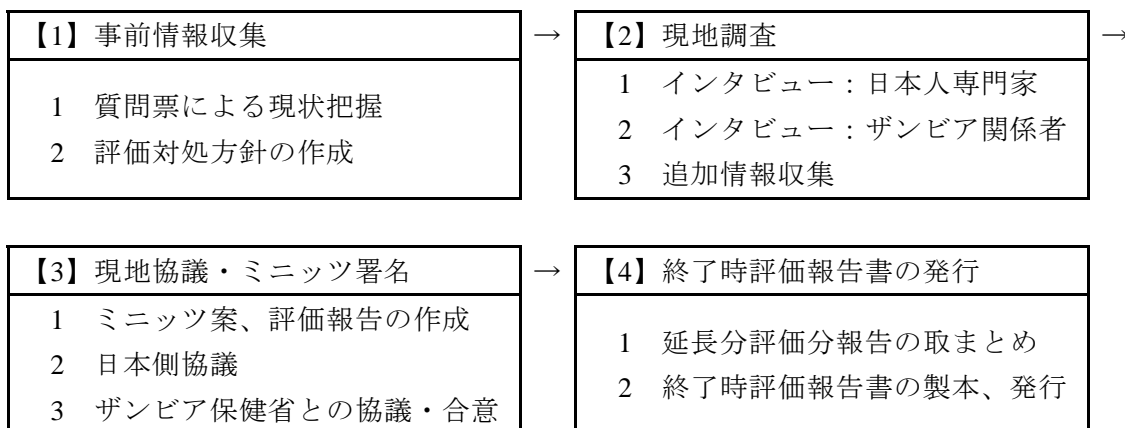 【1】事前情報収集
1 質問票による現状把握
2 評価対処方針の作成
→
【2】現地調査
1 インタビュー：日本人専門家
2 インタビュー：ザンビア関係者
3 追加情報収集
→
【3】現地協議・ミニッツ署名
1 ミニッツ案、評価報告の作成
2 日本側協議
3 ザンビア保健省との協議・合意
→
【4】終了時評価報告書の発行
1 延長分評価分報告の取まとめ
2 終了時評価報告書の製本、発行